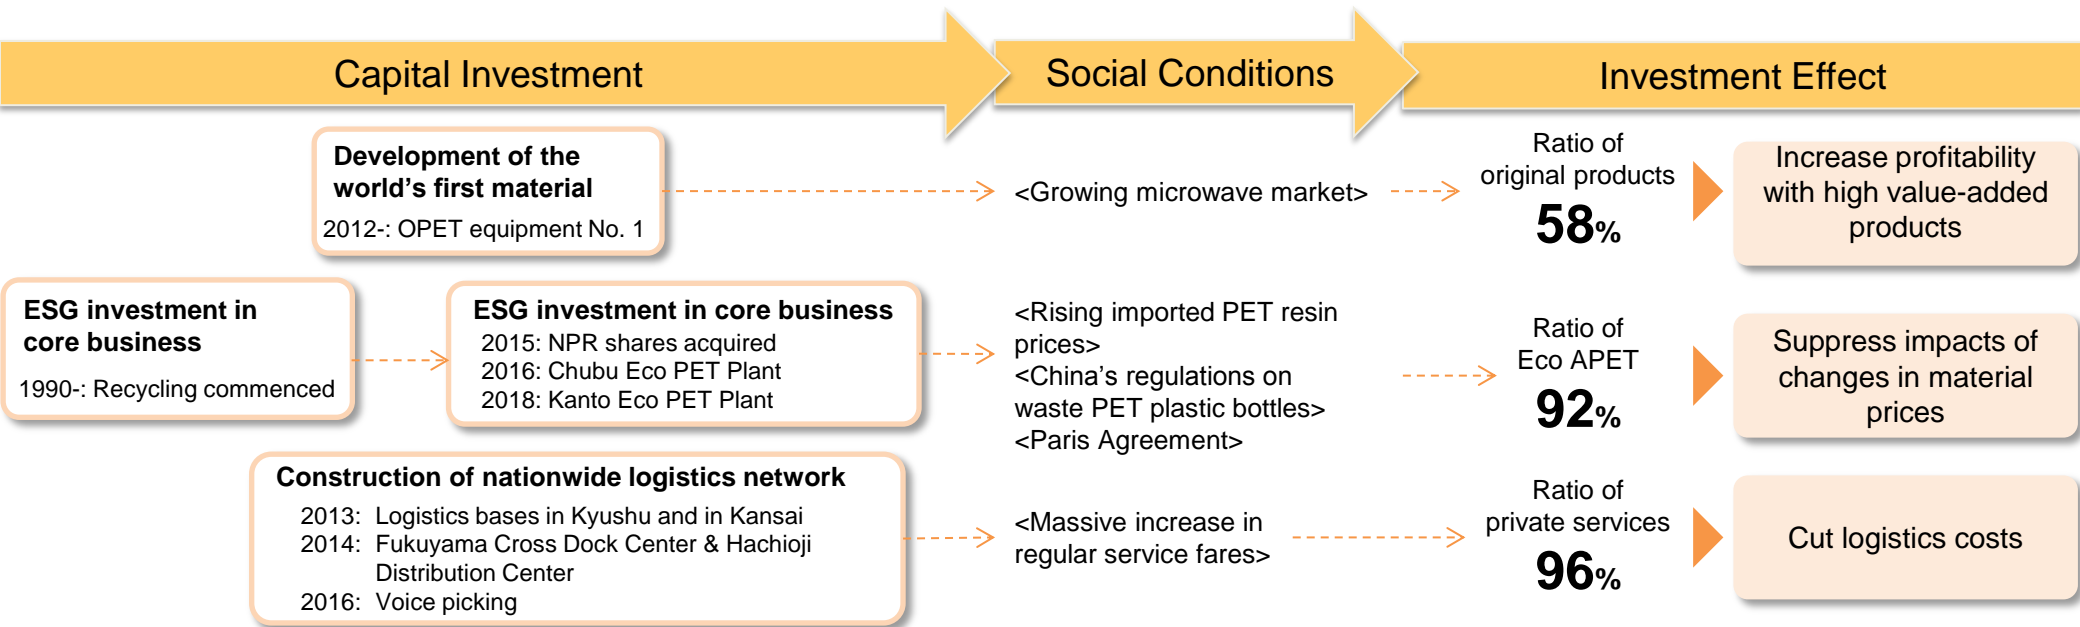 Capital Investment
Social Conditions
Investment Effect
Development of the
world's first material
2012-: OPET equipment No. 1
<Growing microwave market>
Ratio of
original products
58%
Increase profitability
with high value-added
products
ESG investment in
core business
1990-: Recycling commenced
ESG investment in core business
2015: NPR shares acquired
2016: Chubu Eco PET Plant
2018: Kanto Eco PET Plant
<Rising imported PET resin
prices>
<China's regulations on
waste PET plastic bottles>
<Paris Agreement>
Ratio of
Eco APET
92%
Suppress impacts of
changes in material
prices
Construction of nationwide logistics network
2013: Logistics bases in Kyushu and in Kansai
2014: Fukuyama Cross Dock Center & Hachioji
Distribution Center
2016: Voice picking
<Massive increase in
regular service fares>
Ratio of
private services
96%
Cut logistics costs